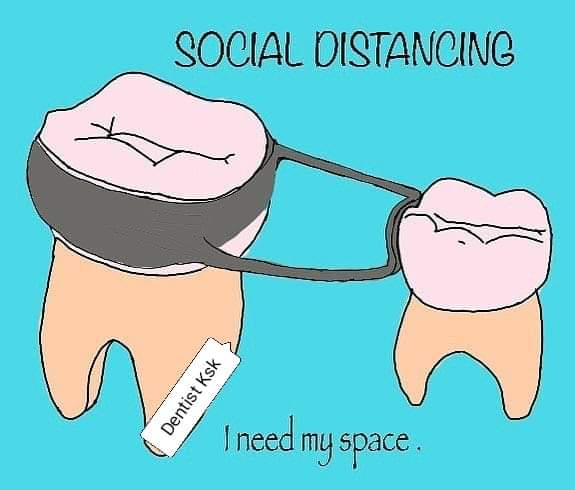 SOCIAL DISTANCING
Dentist Ksk
I need my space .